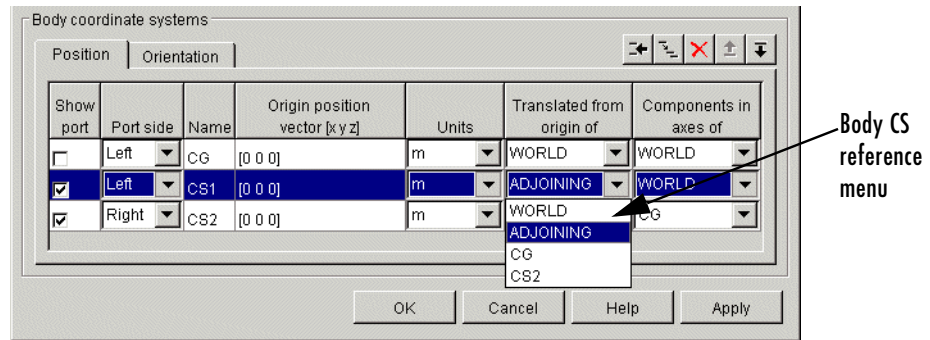 Body coordinate systems
Position Orientation
Show port Port side Name Origin position vector [x y z] Units Translated from origin of Components in axes of
Left CG [0 0 0] m WORLD WORLD
Left CS1 [0 0 0] m ADJOINING WORLD
Right CS2 [0 0 0] m CG
WORLD
ADJOINING
CG
CS2
OK Cancel Help Apply
Body CS
reference
menu